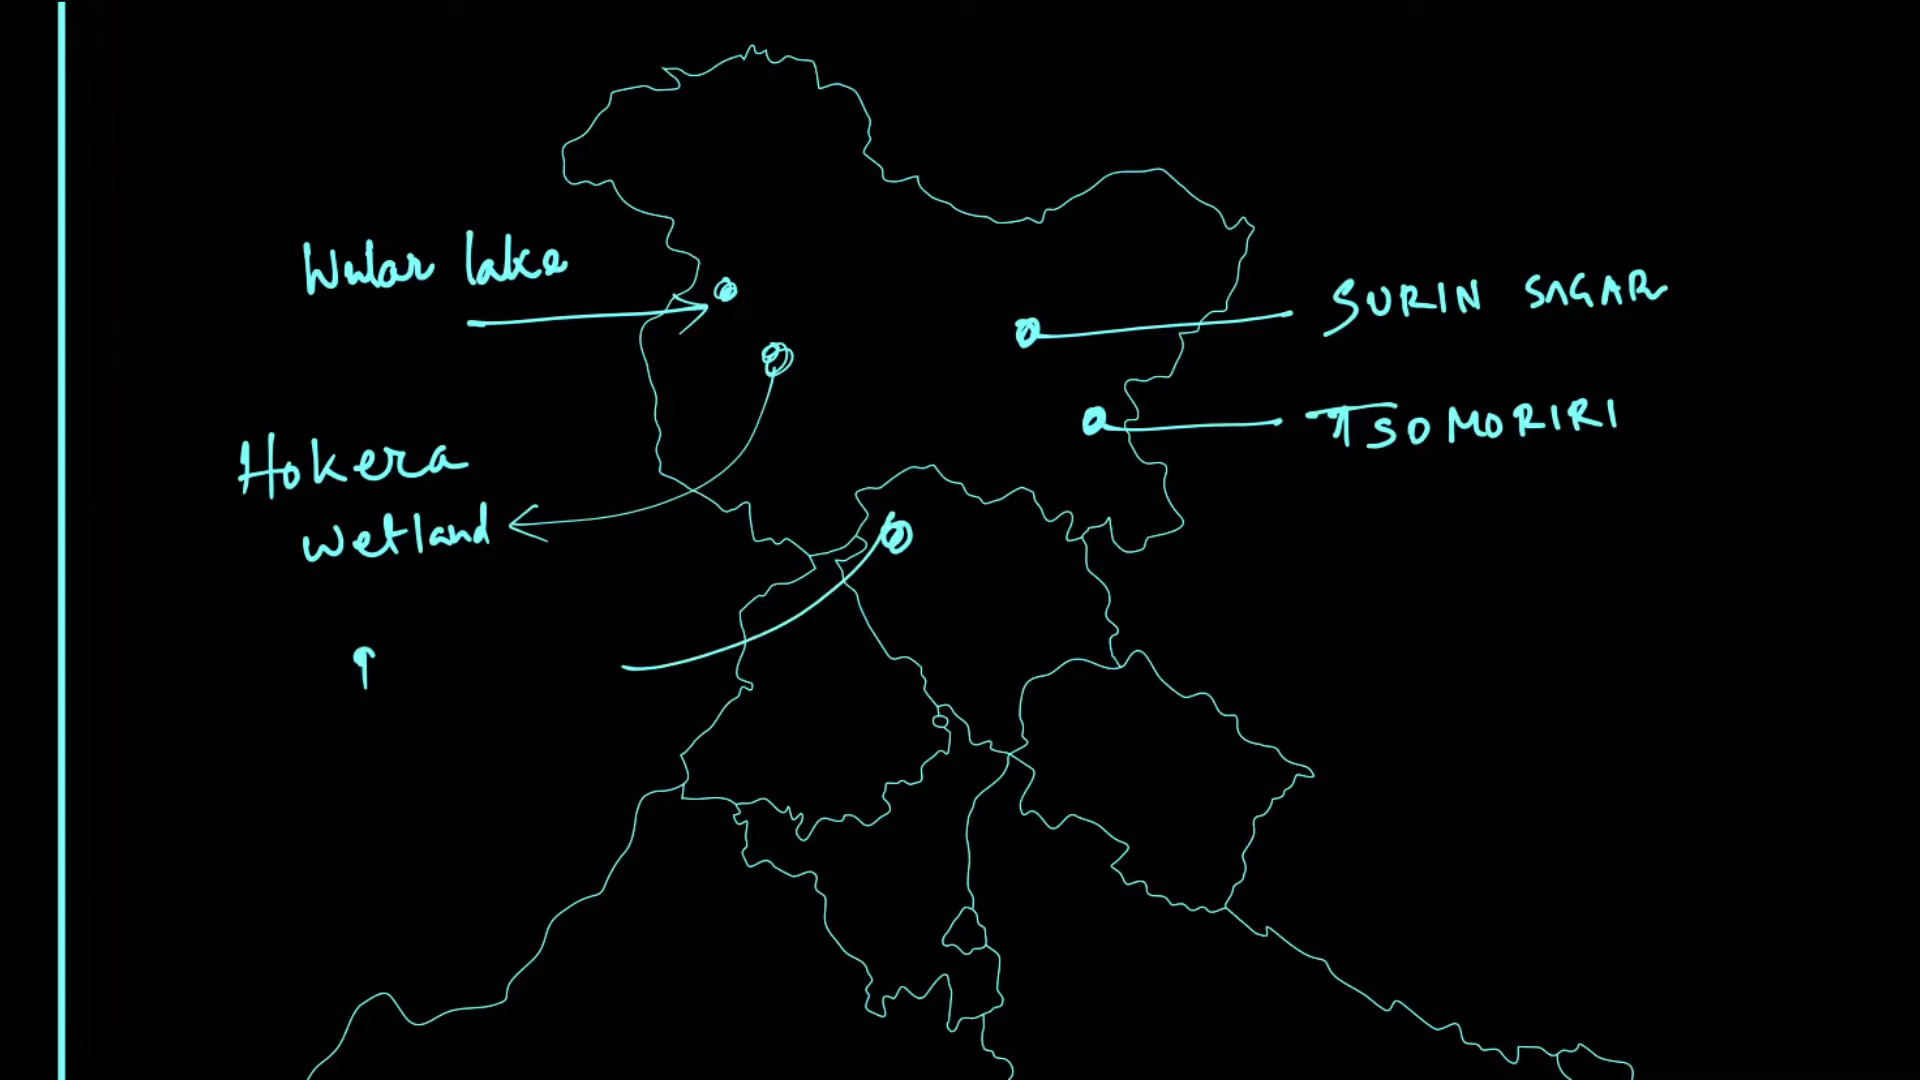 Wular lake
SURIN SAGAR
TSOMORIRI
Hokera
wetland
P